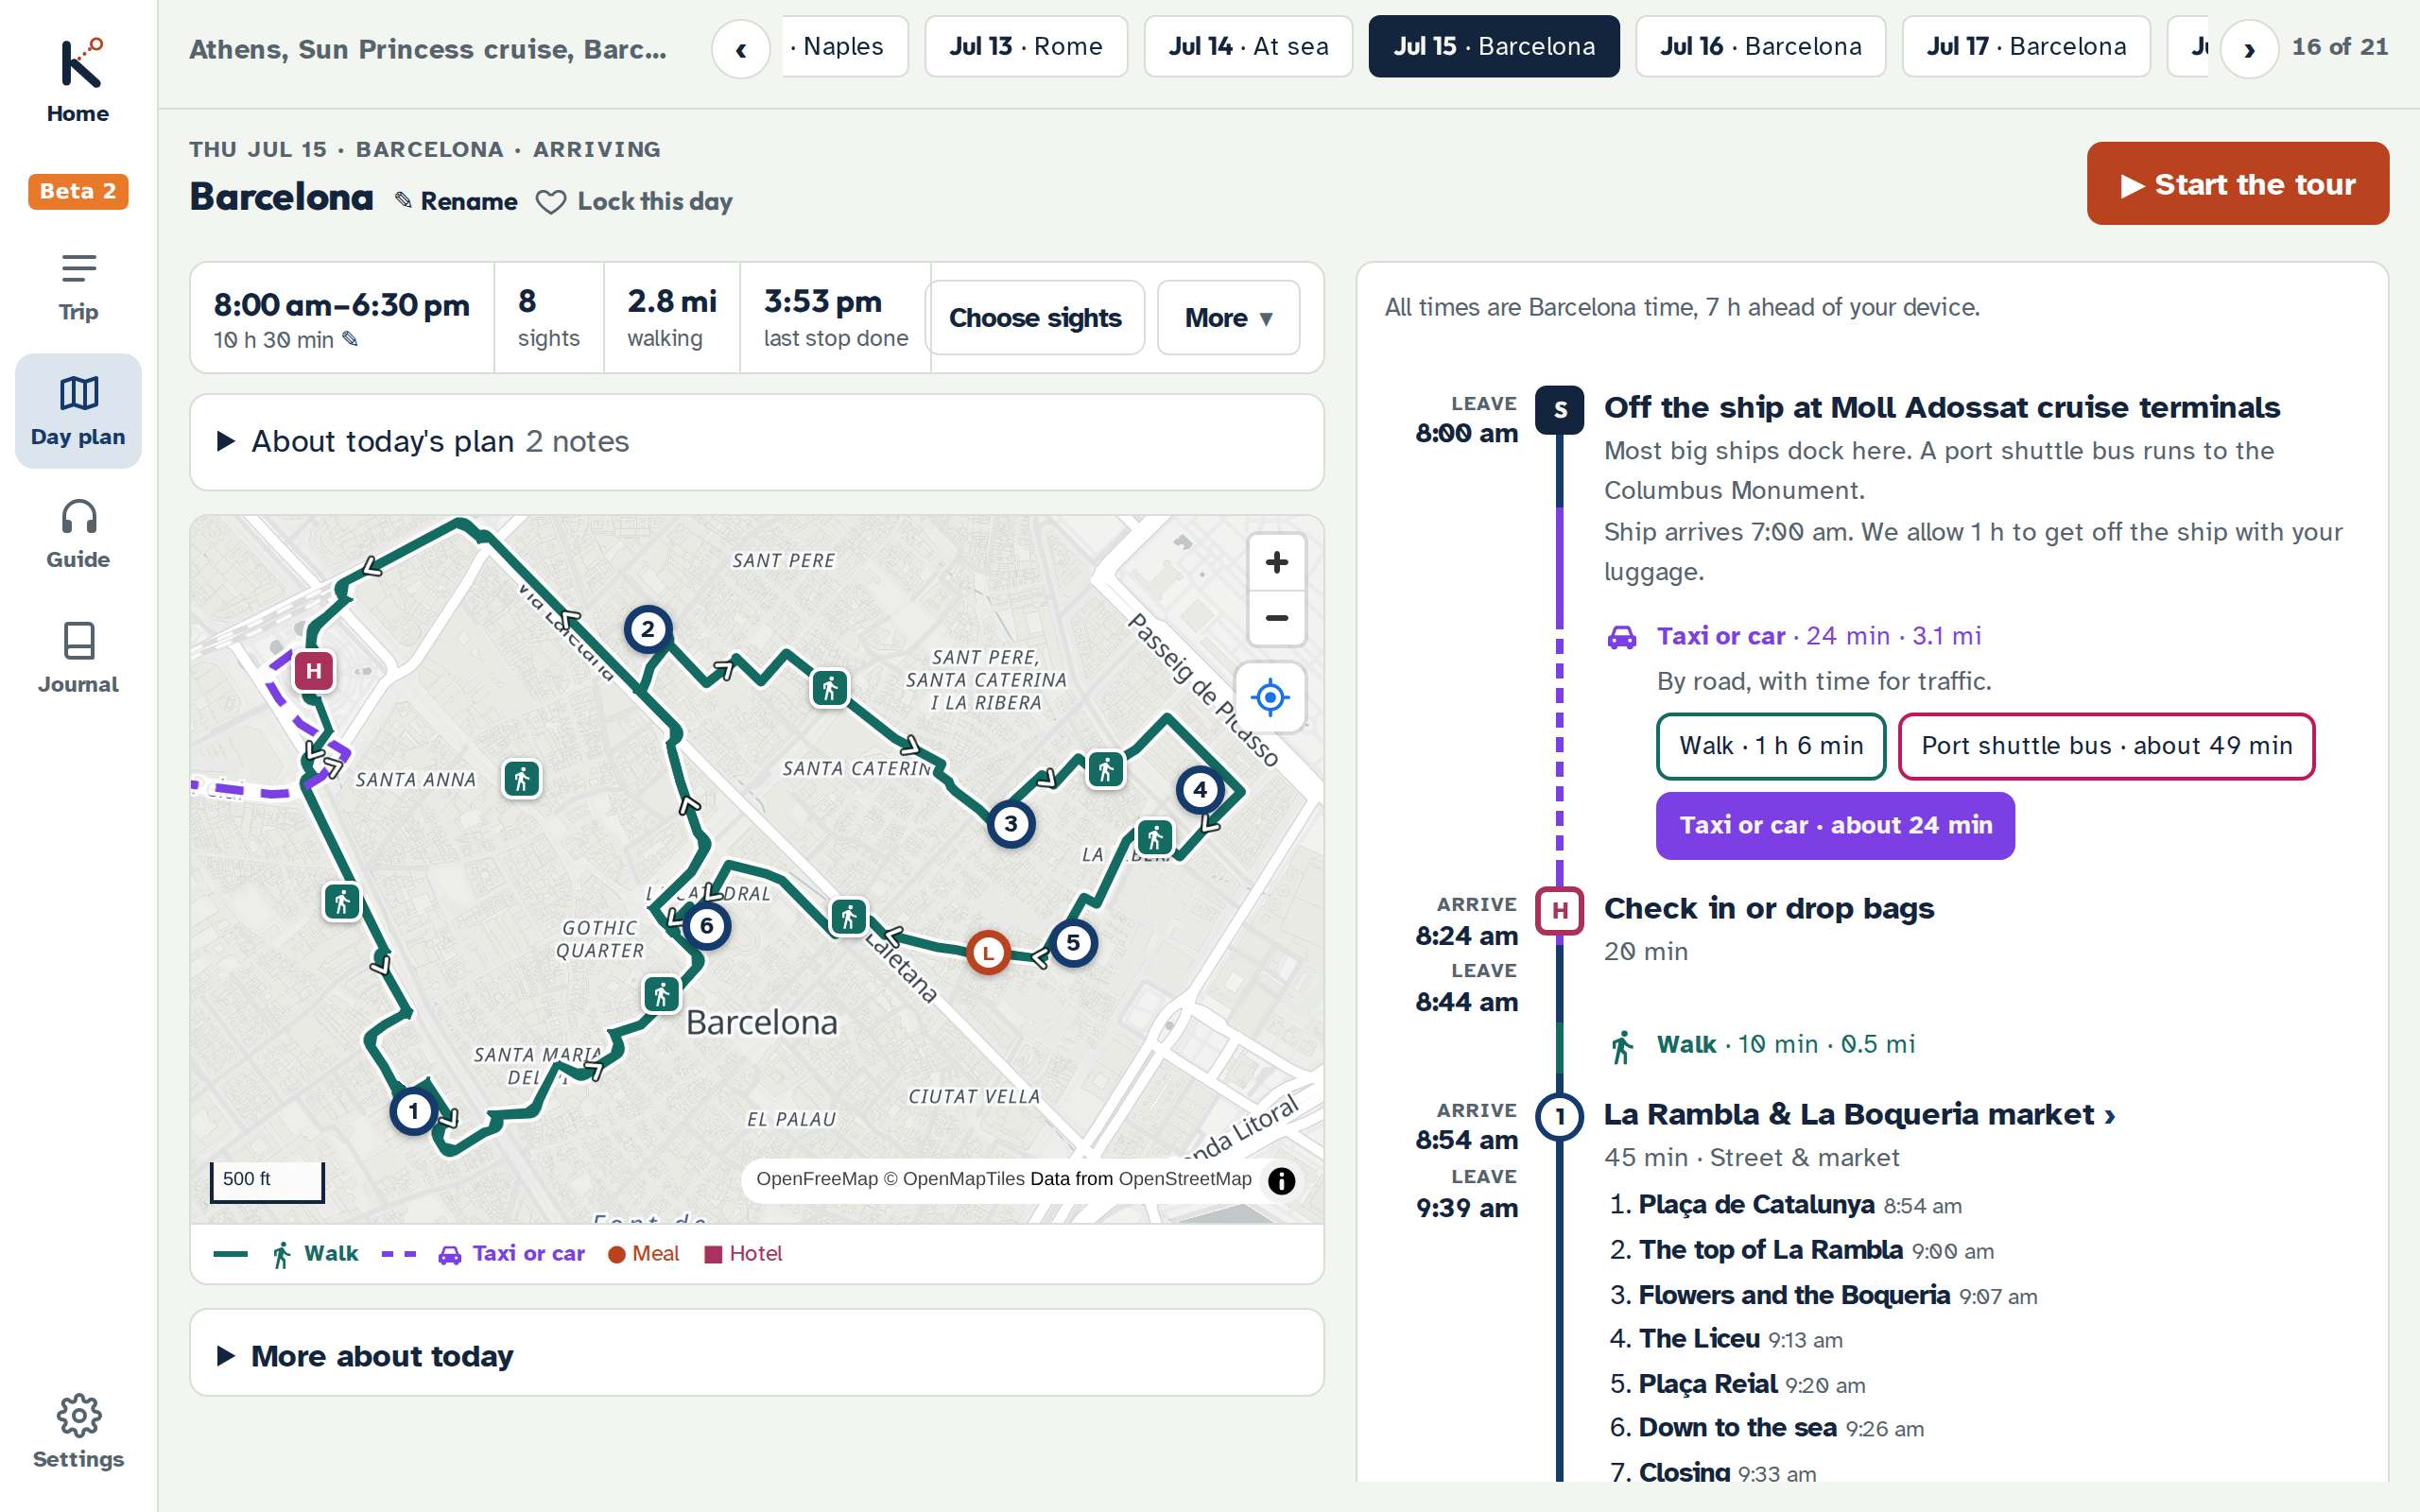 Home
Beta 2
Trip
Day plan
Guide
Journal
Settings
Athens, Sun Princess cruise, Barc...
‹
· Naples
Jul 13 · Rome
Jul 14 · At sea
Jul 15 · Barcelona
Jul 16 · Barcelona
Jul 17 · Barcelona
›
16 of 21
THU JUL 15 · BARCELONA · ARRIVING
Barcelona ✎ Rename Lock this day
▶ Start the tour
8:00 am–6:30 pm
10 h 30 min ✎
8
sights
2.8 mi
walking
3:53 pm
last stop done
Choose sights
More ▾
▶ About today's plan 2 notes
SANT PERE
Via Laietana
2
Passeig de Picasso
SANT PERE,
SANTA CATERINA
I LA RIBERA
H
SANTA ANNA
SANTA CATERIN
4
3
GOTHIC
QUARTER
6
5
L
Laietana
Barcelona
SANTA MARIA
1
EL PALAU
CIUTAT VELLA
nda Litoral
500 ft
OpenFreeMap © OpenMapTiles Data from OpenStreetMap
Font de
+
−
Walk Taxi or car Meal Hotel
▶ More about today
All times are Barcelona time, 7 h ahead of your device.
LEAVE
8:00 am
S
Off the ship at Moll Adossat cruise terminals
Most big ships dock here. A port shuttle bus runs to the
Columbus Monument.
Ship arrives 7:00 am. We allow 1 h to get off the ship with your
luggage.
Taxi or car · 24 min · 3.1 mi
By road, with time for traffic.
Walk · 1 h 6 min
Port shuttle bus · about 49 min
Taxi or car · about 24 min
ARRIVE
8:24 am
LEAVE
8:44 am
H
Check in or drop bags
20 min
Walk · 10 min · 0.5 mi
ARRIVE
8:54 am
LEAVE
9:39 am
1
La Rambla & La Boqueria market ›
45 min · Street & market
1. Plaça de Catalunya 8:54 am
2. The top of La Rambla 9:00 am
3. Flowers and the Boqueria 9:07 am
4. The Liceu 9:13 am
5. Plaça Reial 9:20 am
6. Down to the sea 9:26 am
7. Closing 9:33 am